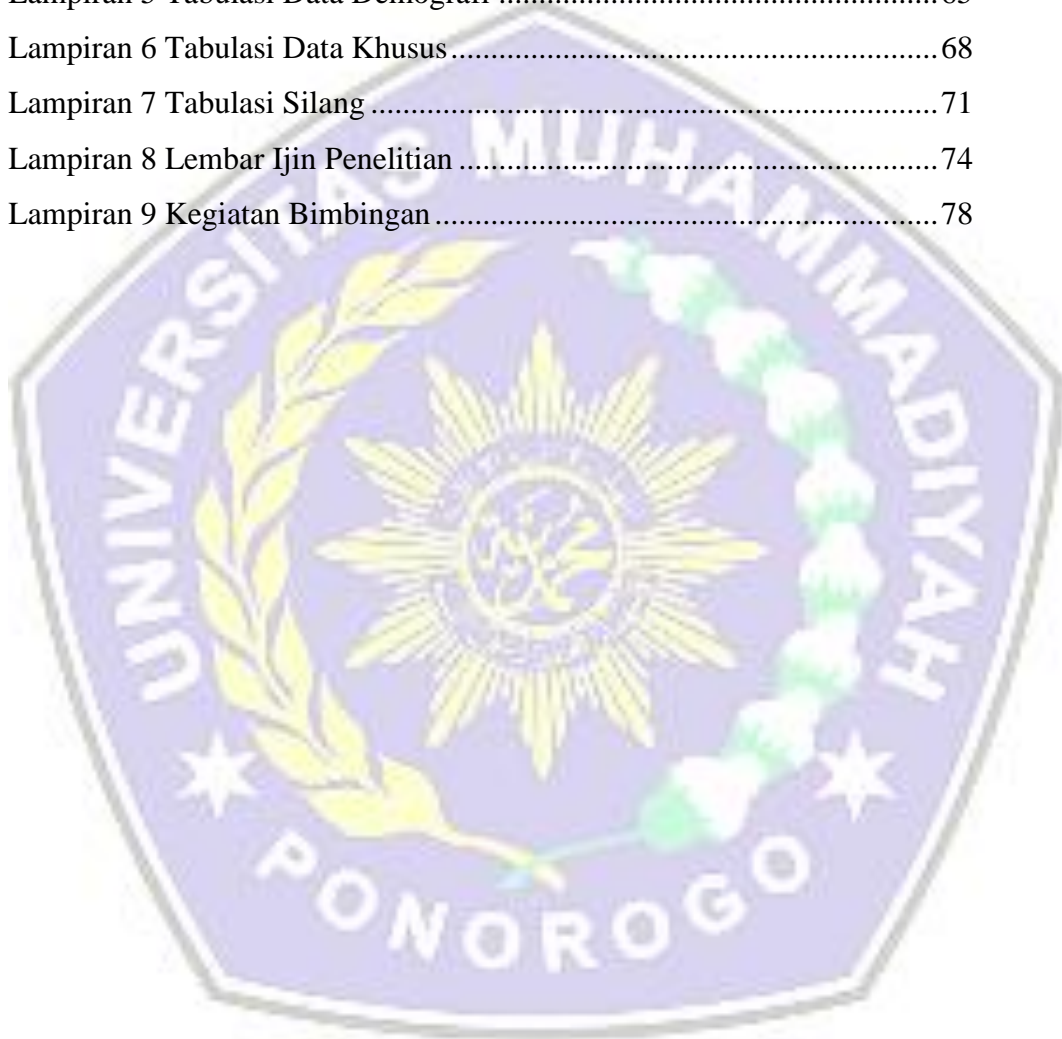 Lampiran 6 Tabulasi Data Khusus ............................................................. 68
Lampiran 7 Tabulasi Silang ....................................................................... 71
Lampiran 8 Lembar Ijin Penelitian ............................................................ 74
Lampiran 9 Kegiatan Bimbingan ............................................................... 78
UNIVERSITAS MUHAMMADIYAH
PONOROGO